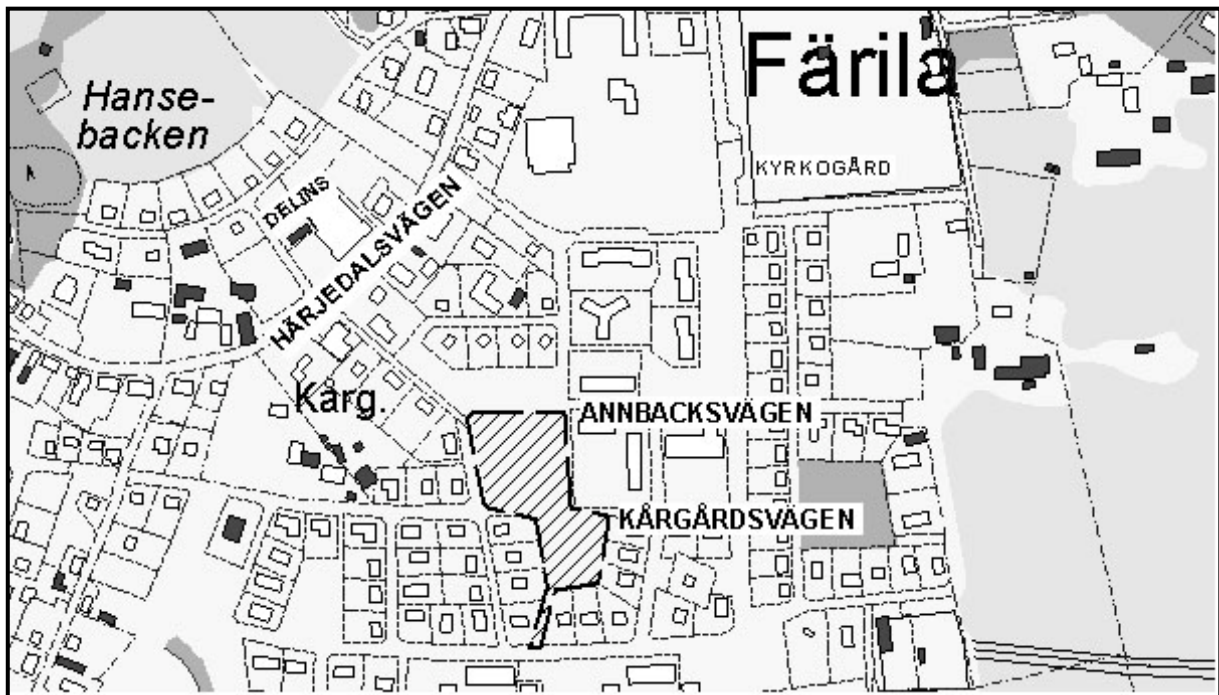 Färila
Hanse-
backen
KYRKOGÅRD
DELINS
HÄRJEDALSVÄGEN
Kårg.
ANNBACKSVÄGEN
KÅRGÅRDSVÄGEN